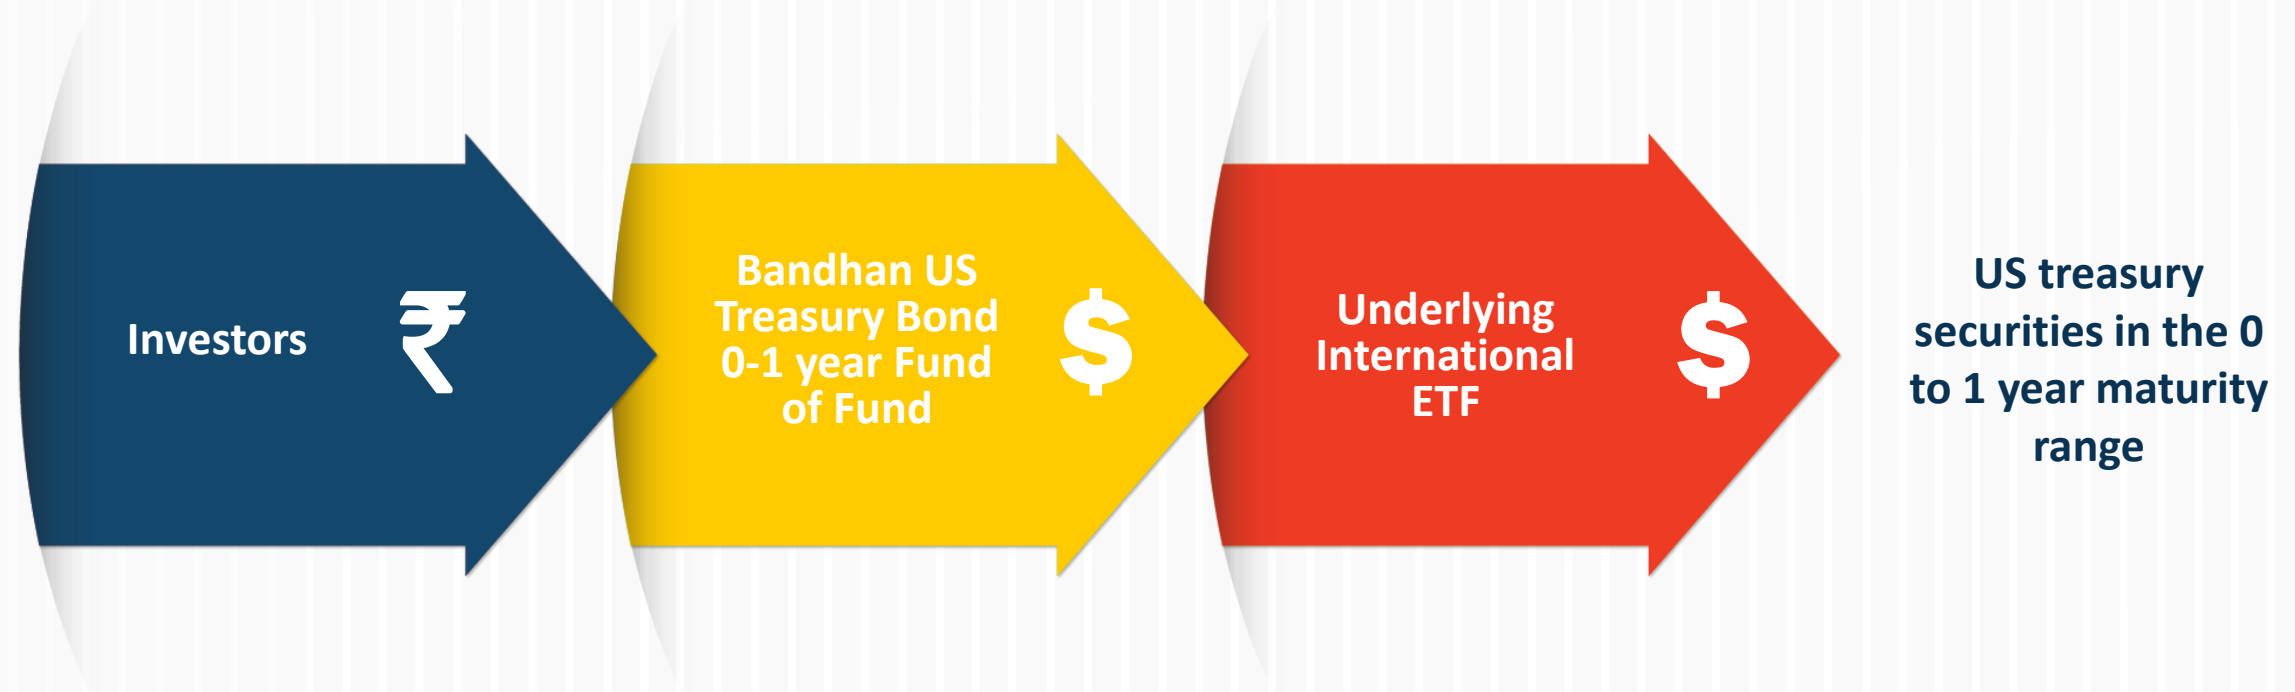 Investors
₹
Bandhan US
Treasury Bond
0-1 year Fund
of Fund
$
Underlying
International
ETF
$
US treasury
securities in the 0
to 1 year maturity
range